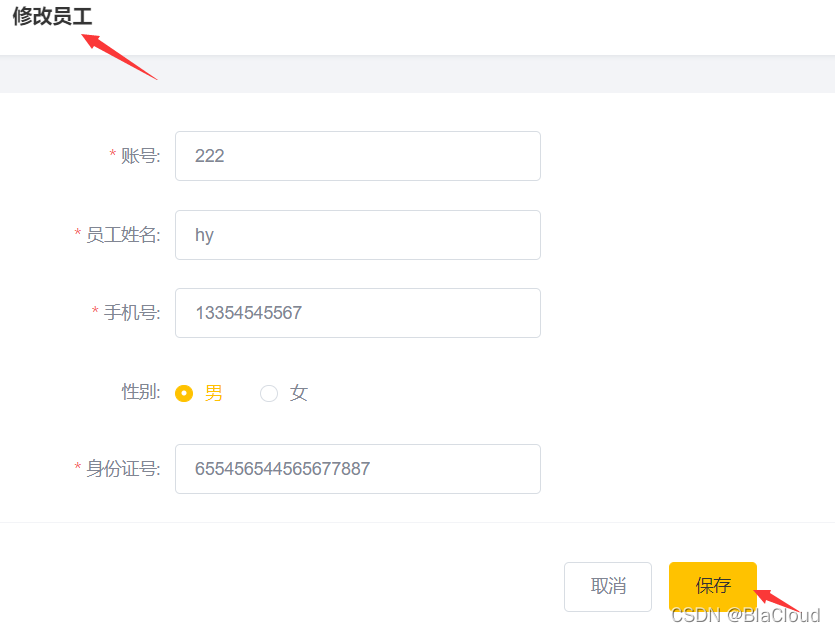 修改员工
* 账号: 222
* 员工姓名: hy
* 手机号: 13354545567
性别: 男 女
* 身份证号: 655456544565677887
取消 保存
CSDN @BlaCloud